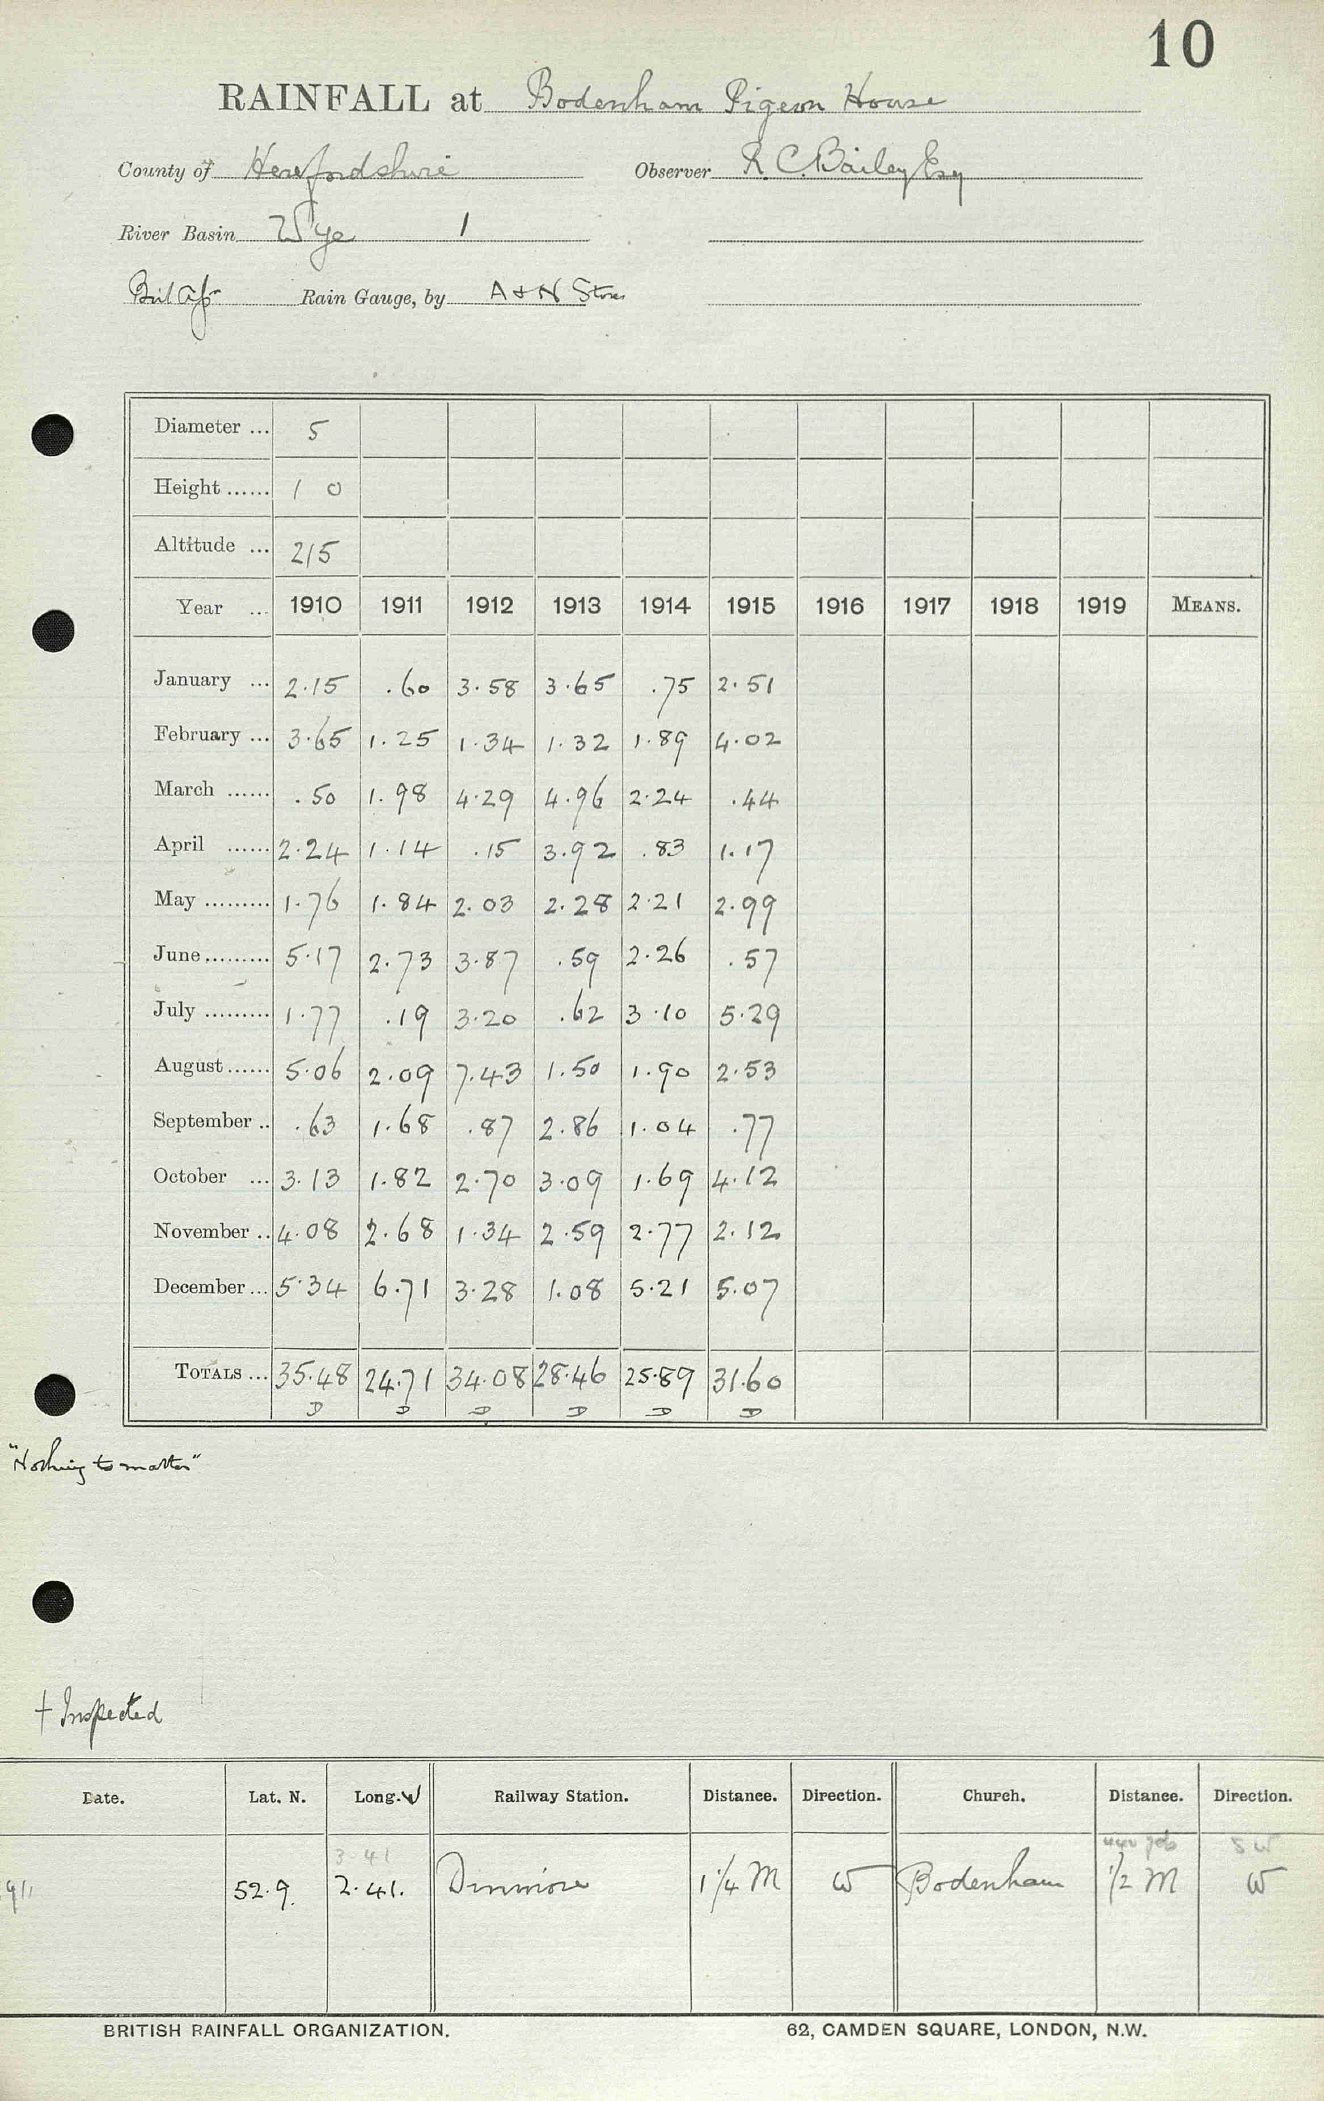 10
RAINFALL at Bodenham Pigeon House
County of Herefordshire Observer R. C. Bailey Esq
River Basin Wye 1
Rain Gauge, by A & N Stores
Diameter ... 5
Height ...... 1 0
Altitude ... 215
Year ... 1910 1911 1912 1913 1914 1915 1916 1917 1918 1919 MEANS.
January ... 2.15 .60 3.58 3.65 .75 2.51
February ... 3.65 1.25 1.34 1.32 1.89 4.02
March ...... .50 1.98 4.29 4.96 2.24 .44
April ...... 2.24 1.14 .15 3.92 .83 1.17
May ......... 1.76 1.84 2.03 2.28 2.21 2.99
June ......... 5.17 2.73 3.87 .59 2.26 .57
July ......... 1.77 .19 3.20 .62 3.10 5.29
August ...... 5.06 2.09 7.43 1.50 1.90 2.53
September .. .63 1.68 .87 2.86 1.04 .77
October ... 3.13 1.82 2.70 3.09 1.69 4.12
November .. 4.08 2.68 1.34 2.59 2.77 2.12
December ... 5.34 6.71 3.28 1.08 5.21 5.07
TOTALS ... 35.48 24.71 34.08 28.46 25.89 31.60
D D D D D D
"Nothing to matter"
† Inspected
Date. Lat. N. Long. W Railway Station. Distance. Direction. Church. Distance. Direction.
3.41 440 yds SW
911 52.9. 2.41. Dinmore 1 1/4 M W Bodenham 1/2 M W
BRITISH RAINFALL ORGANIZATION. 62, CAMDEN SQUARE, LONDON, N.W.